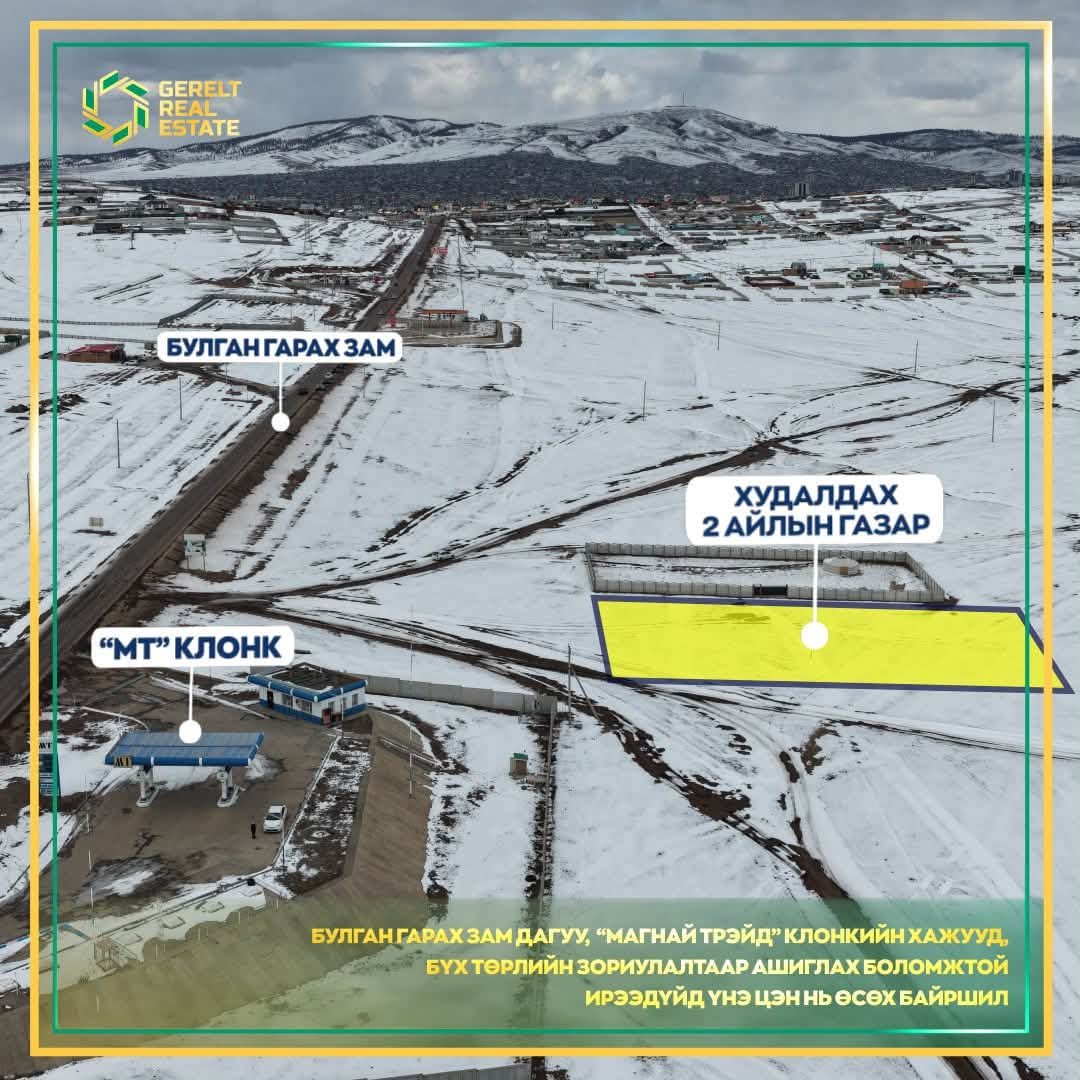 GERELT
REAL
ESTATE
БУЛГАН ГАРАХ ЗАМ
ХУДАЛДАХ
2 АЙЛЫН ГАЗАР
“МТ” КЛОНК
БУЛГАН ГАРАХ ЗАМ ДАГУУ, “МАГНАЙ ТРЭЙД” КЛОНКИЙН ХАЖУУД,
БҮХ ТӨРЛИЙН ЗОРИУЛАЛТААР АШИГЛАХ БОЛОМЖТОЙ
ИРЭЭДҮЙД ҮНЭ ЦЭН НЬ ӨСӨХ БАЙРШИЛ